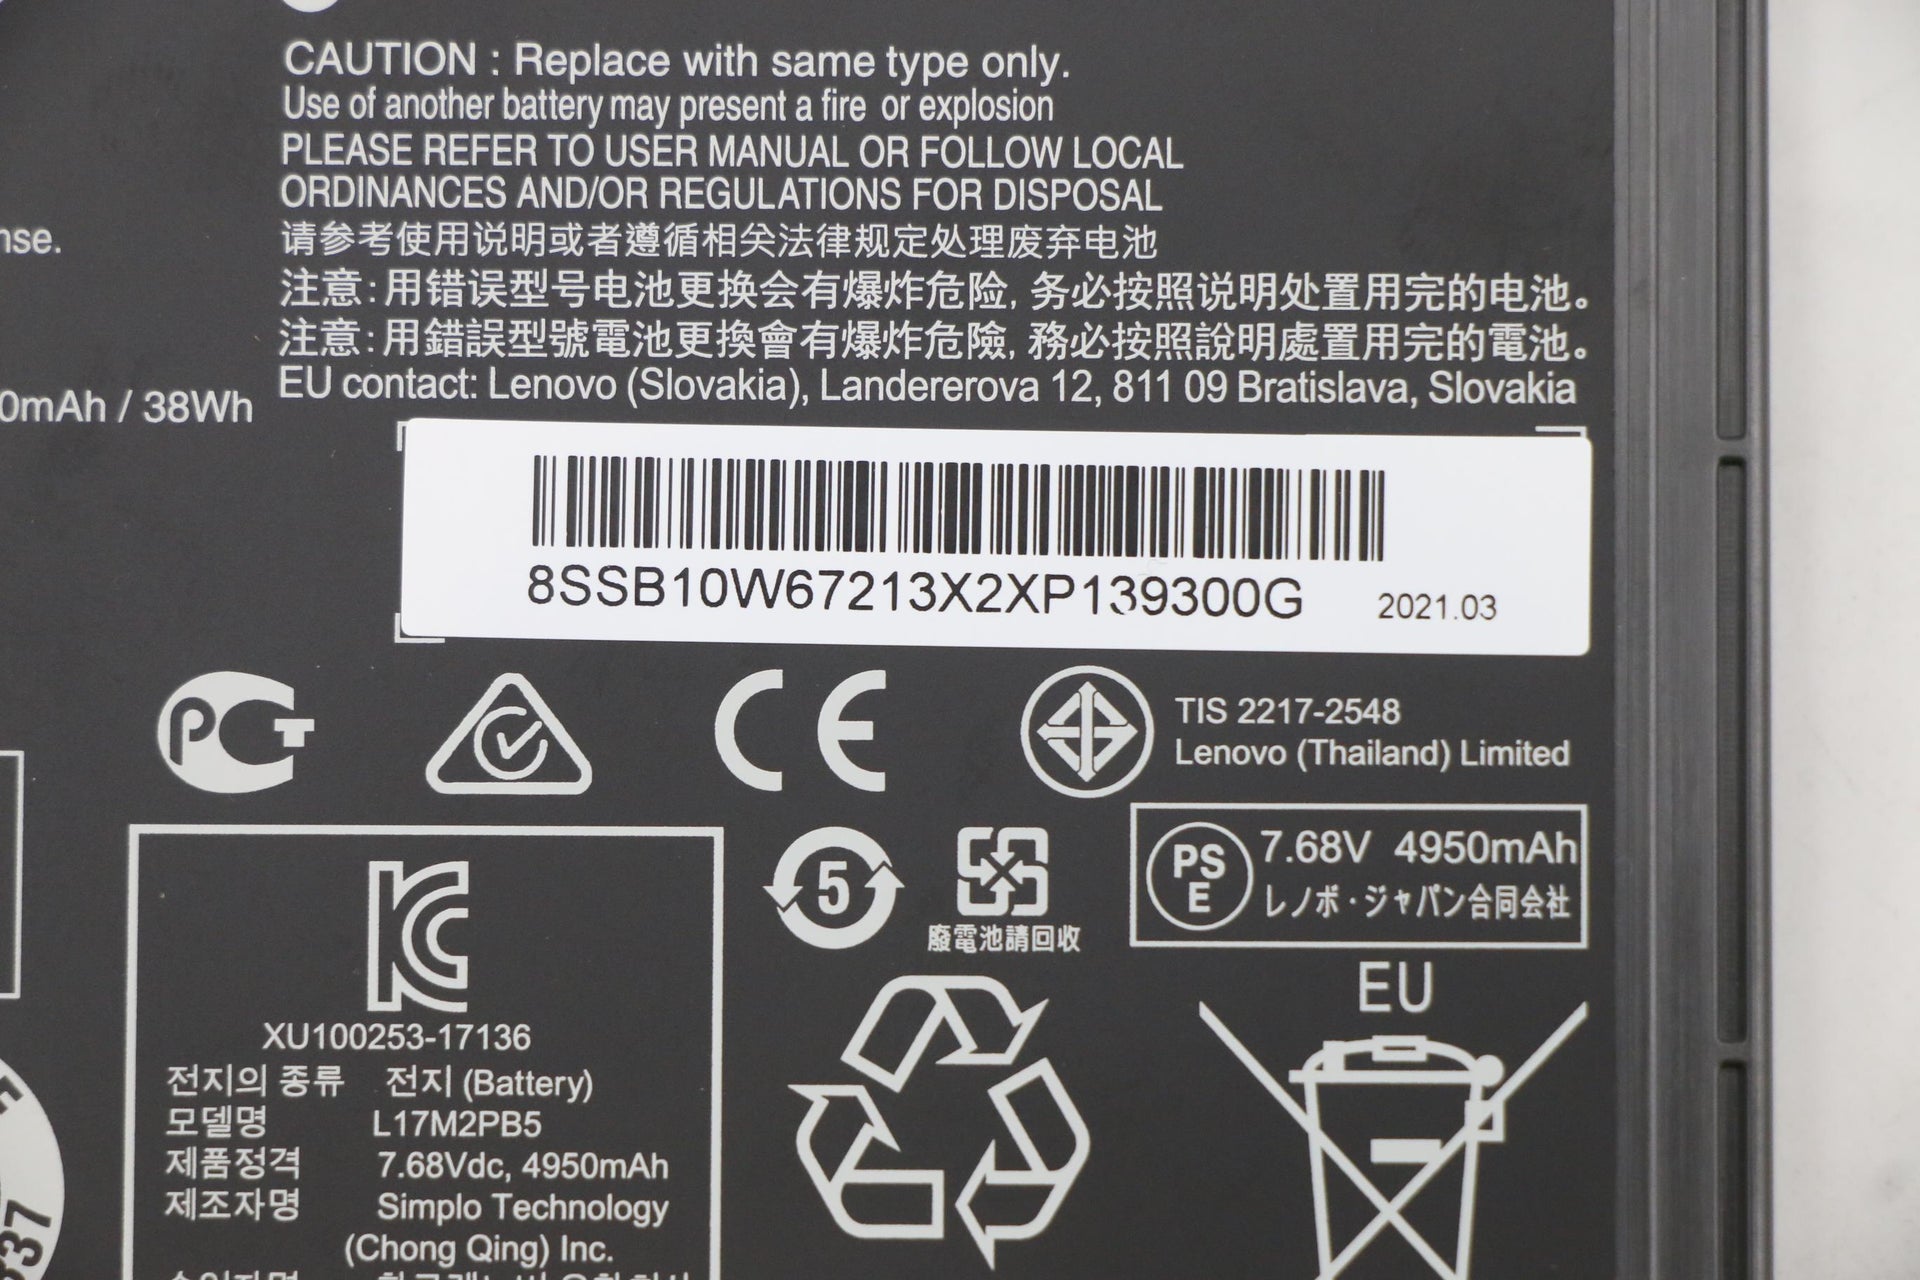 CAUTION : Replace with same type only.
Use of another battery may present a fire or explosion
PLEASE REFER TO USER MANUAL OR FOLLOW LOCAL
ORDINANCES AND/OR REGULATIONS FOR DISPOSAL
请参考使用说明或者遵循相关法律规定处理废弃电池
注意:用错误型号电池更换会有爆炸危险,务必按照说明处置用完的电池。
注意:用錯誤型號電池更換會有爆炸危險,務必按照說明處置用完的電池。
EU contact: Lenovo (Slovakia), Landererova 12, 811 09 Bratislava, Slovakia
nse.
0mAh / 38Wh
8SSB10W67213X2XP139300G 2021.03
PCT
CE
TIS 2217-2548
Lenovo (Thailand) Limited
5
廢電池請回收
PS
E
7.68V 4950mAh
レノボ・ジャパン合同会社
KC
XU100253-17136
전지의 종류 전지 (Battery)
모델명 L17M2PB5
제품정격 7.68Vdc, 4950mAh
제조자명 Simplo Technology
(Chong Qing) Inc.
EU
337